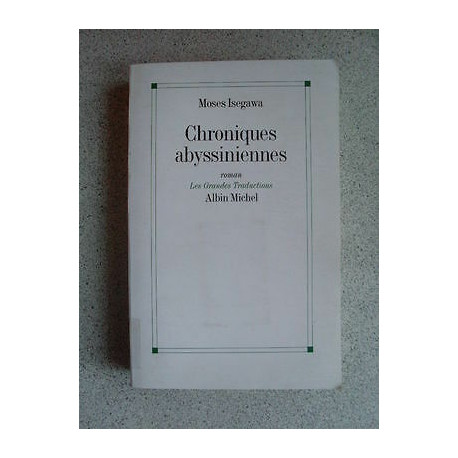 Moses Isegawa
Chroniques
abyssiniennes
roman
Les Grandes Traductions
Albin Michel